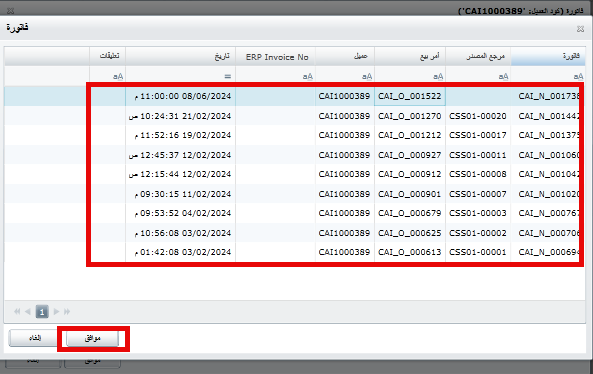 فاتورة (كود العميل: 'CAI1000389')
فاتورة
فاتورة مرجع المصدر أمر بيع عميل ERP Invoice No تاريخ تعليقات
CAI_N_001738 CAI_O_001522 CAI1000389 08/06/2024 11:00:00 م
CAI_N_001442 CSS01-00020 CAI_O_001270 CAI1000389 21/02/2024 10:24:31 ص
CAI_N_001375 CSS01-00017 CAI_O_001212 CAI1000389 19/02/2024 11:52:16 م
CAI_N_001060 CSS01-00011 CAI_O_000927 CAI1000389 12/02/2024 12:45:37 ص
CAI_N_001042 CSS01-00008 CAI_O_000912 CAI1000389 12/02/2024 12:15:44 ص
CAI_N_001020 CSS01-00007 CAI_O_000901 CAI1000389 11/02/2024 09:30:15 م
CAI_N_000767 CSS01-00003 CAI_O_000679 CAI1000389 04/02/2024 09:53:52 م
CAI_N_000706 CSS01-00002 CAI_O_000625 CAI1000389 03/02/2024 10:56:08 م
CAI_N_000694 CSS01-00001 CAI_O_000613 CAI1000389 03/02/2024 01:42:08 م
1
موافق إلغاء
موافق إلغاء